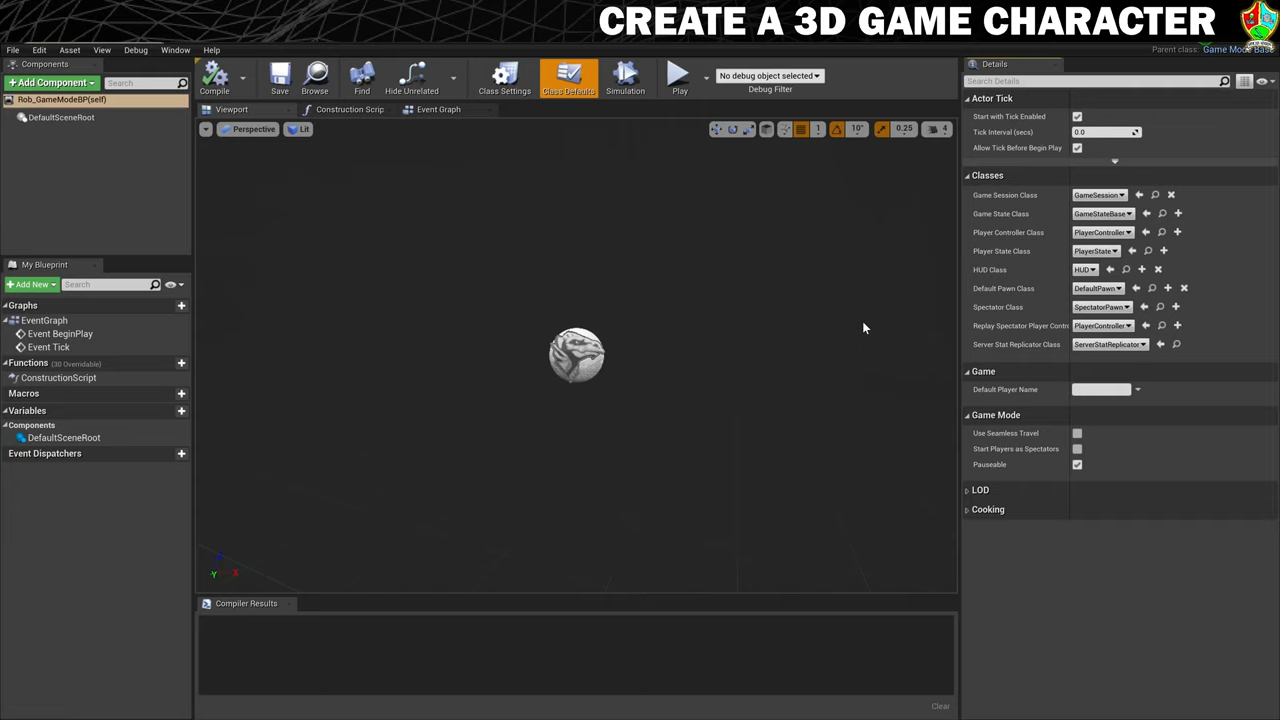 CREATE A 3D GAME CHARACTER
File Edit Asset View Window Debug Window Help
Parent class: Game Mode Base
Components
+Add Component
Search
Rob_GameModeBP(self)
DefaultSceneRoot
My Blueprint
+Add New
Search
Graphs
EventGraph
Event BeginPlay
Event Tick
Functions (30 Overridable)
ConstructionScript
Macros
Variables
Components
DefaultSceneRoot
Event Dispatchers
Compile
Save
Browse
Find
Hide Unrelated
Class Settings
Class Defaults
Simulation
Play
No debug object selected
Debug Filter
Viewport
Construction Scrip
Event Graph
Perspective
Lit
1
10°
0.25
4
Z
Y
X
Compiler Results
Clear
Details
Search Details
Actor Tick
Start with Tick Enabled
Tick Interval (secs) 0.0
Allow Tick Before Begin Play
Classes
Game Session Class GameSession
Game State Class GameStateBase
Player Controller Class PlayerController
Player State Class PlayerState
HUD Class HUD
Default Pawn Class DefaultPawn
Spectator Class SpectatorPawn
Replay Spectator Player Contro PlayerController
Server Stat Replicator Class ServerStatReplicator
Game
Default Player Name
Game Mode
Use Seamless Travel
Start Players as Spectators
Pauseable
LOD
Cooking